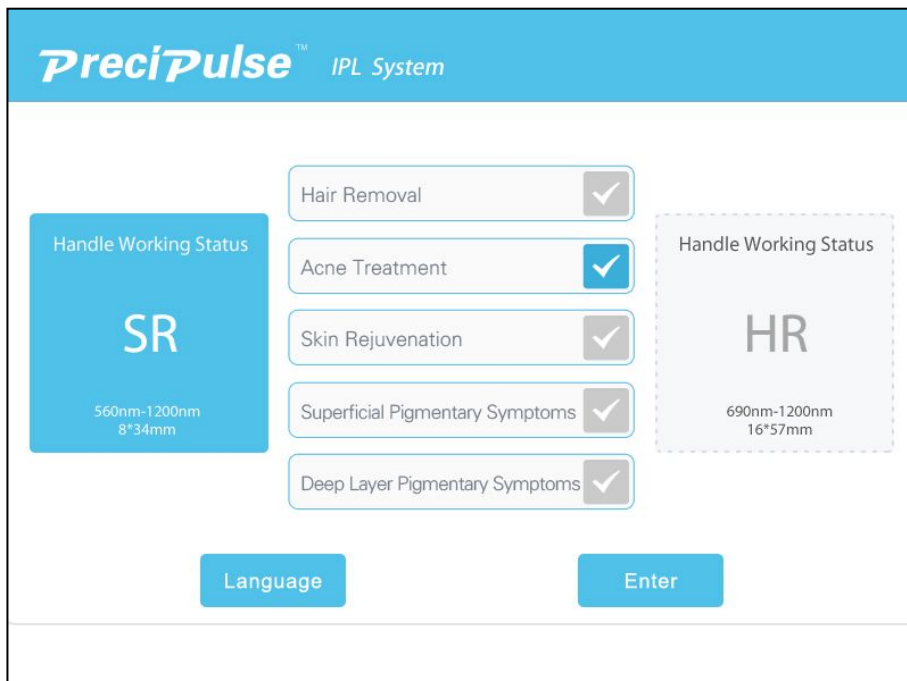 PreciPulse™ IPL System
Handle Working Status
SR
560nm-1200nm
8*34mm
Hair Removal
Acne Treatment
Skin Rejuvenation
Superficial Pigmentary Symptoms
Deep Layer Pigmentary Symptoms
Handle Working Status
HR
690nm-1200nm
16*57mm
Language
Enter